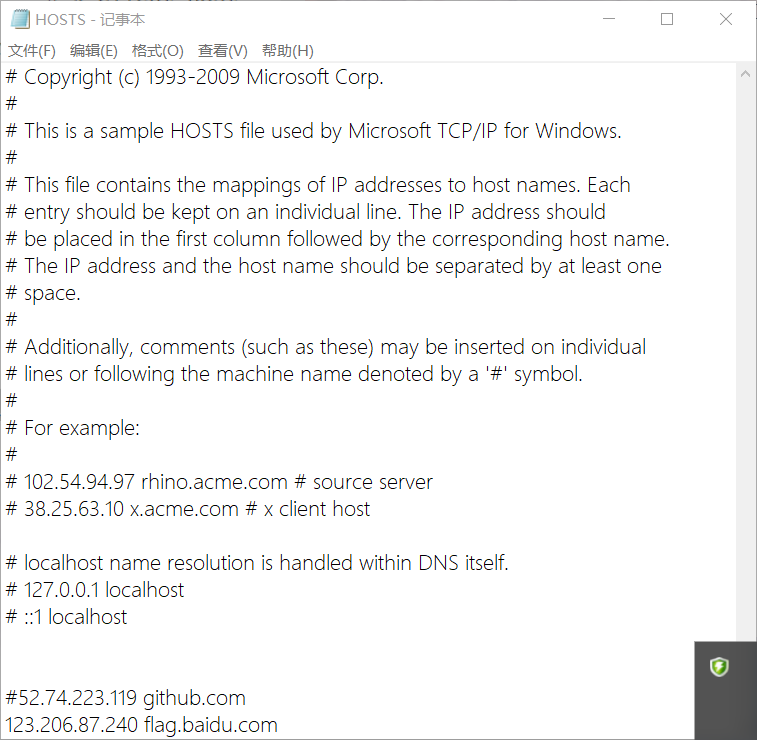 HOSTS - 记事本
文件(F) 编辑(E) 格式(O) 查看(V) 帮助(H)
# Copyright (c) 1993-2009 Microsoft Corp.
#
# This is a sample HOSTS file used by Microsoft TCP/IP for Windows.
#
# This file contains the mappings of IP addresses to host names. Each
# entry should be kept on an individual line. The IP address should
# be placed in the first column followed by the corresponding host name.
# The IP address and the host name should be separated by at least one
# space.
#
# Additionally, comments (such as these) may be inserted on individual
# lines or following the machine name denoted by a '#' symbol.
#
# For example:
#
# 102.54.94.97 rhino.acme.com # source server
# 38.25.63.10 x.acme.com # x client host
# localhost name resolution is handled within DNS itself.
# 127.0.0.1 localhost
# ::1 localhost
#52.74.223.119 github.com
123.206.87.240 flag.baidu.com